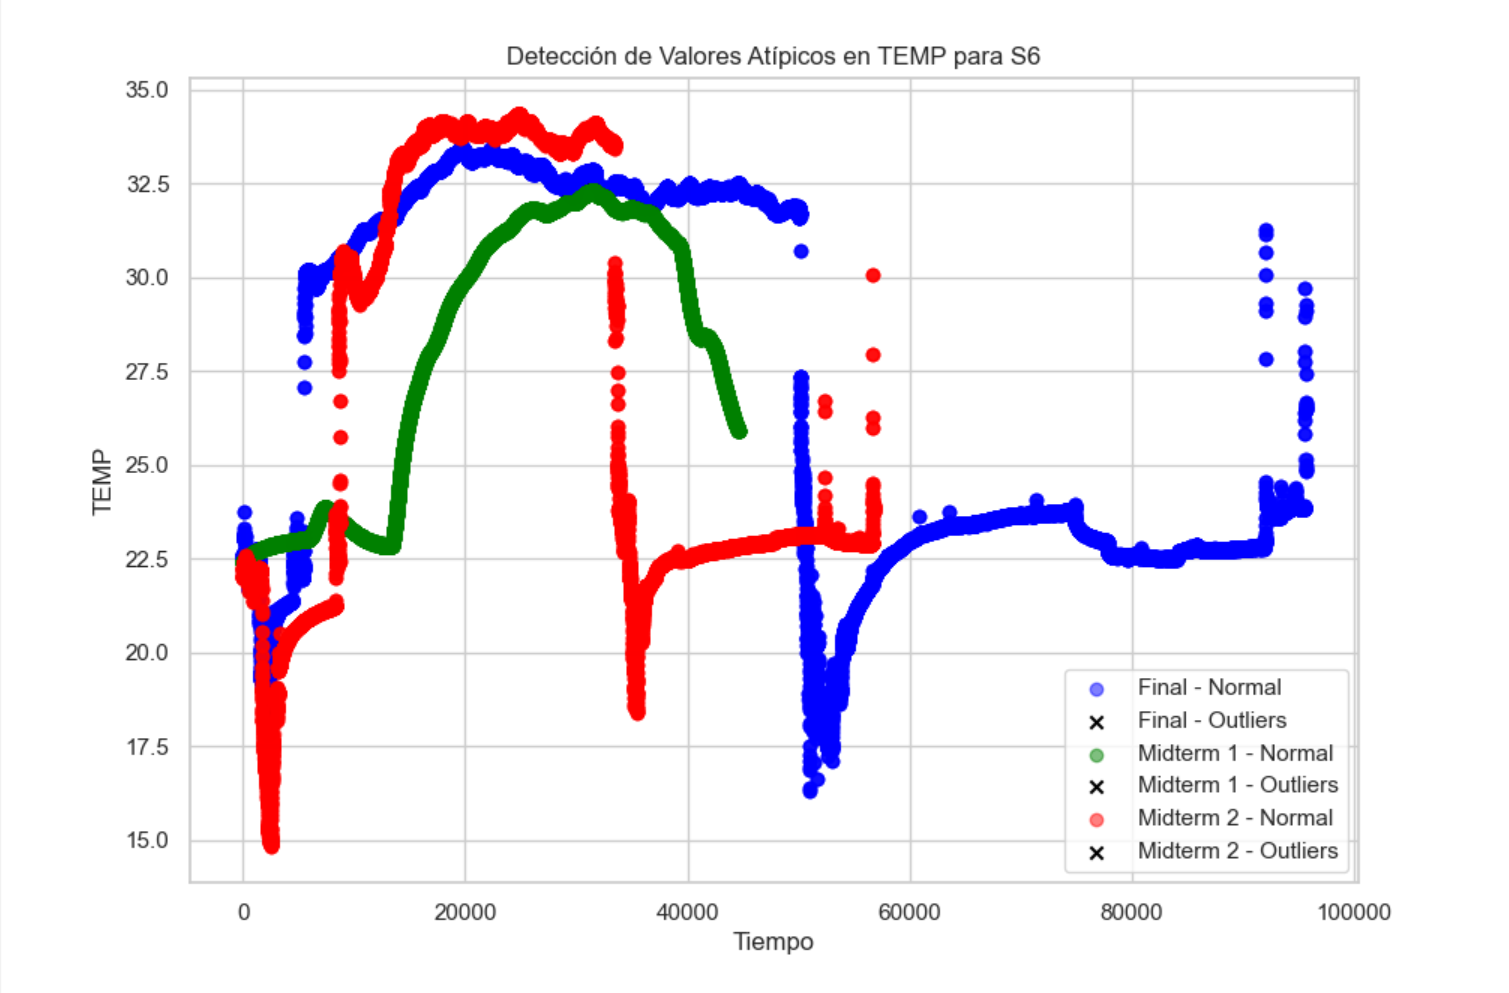 Detección de Valores Atípicos en TEMP para S6
35.0
32.5
30.0
27.5
25.0
22.5
20.0
17.5
15.0
TEMP
Final - Normal
Final - Outliers
Midterm 1 - Normal
Midterm 1 - Outliers
Midterm 2 - Normal
Midterm 2 - Outliers
0 20000 40000 60000 80000 100000
Tiempo